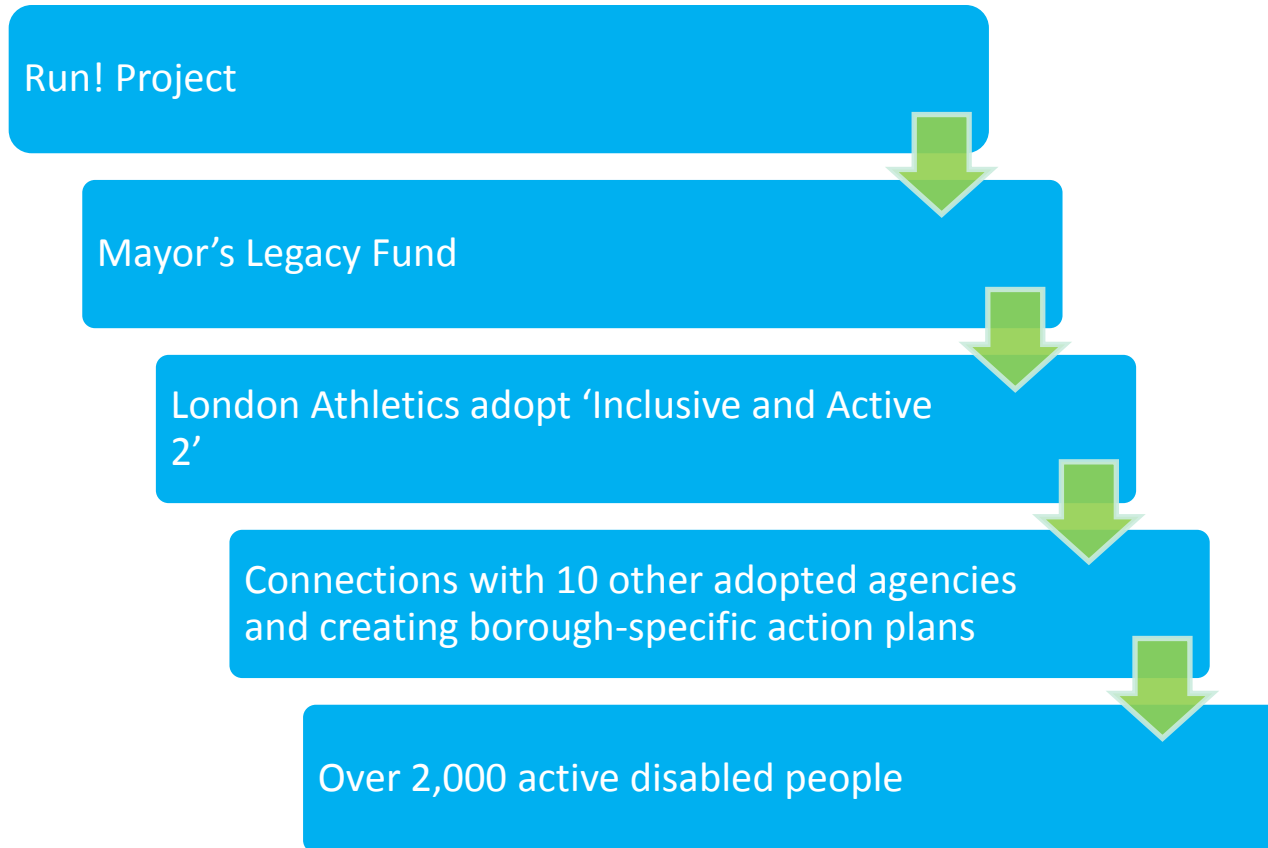 Run! Project
Mayor’s Legacy Fund
London Athletics adopt ‘Inclusive and Active
2’
Connections with 10 other adopted agencies
and creating borough-specific action plans
Over 2,000 active disabled people